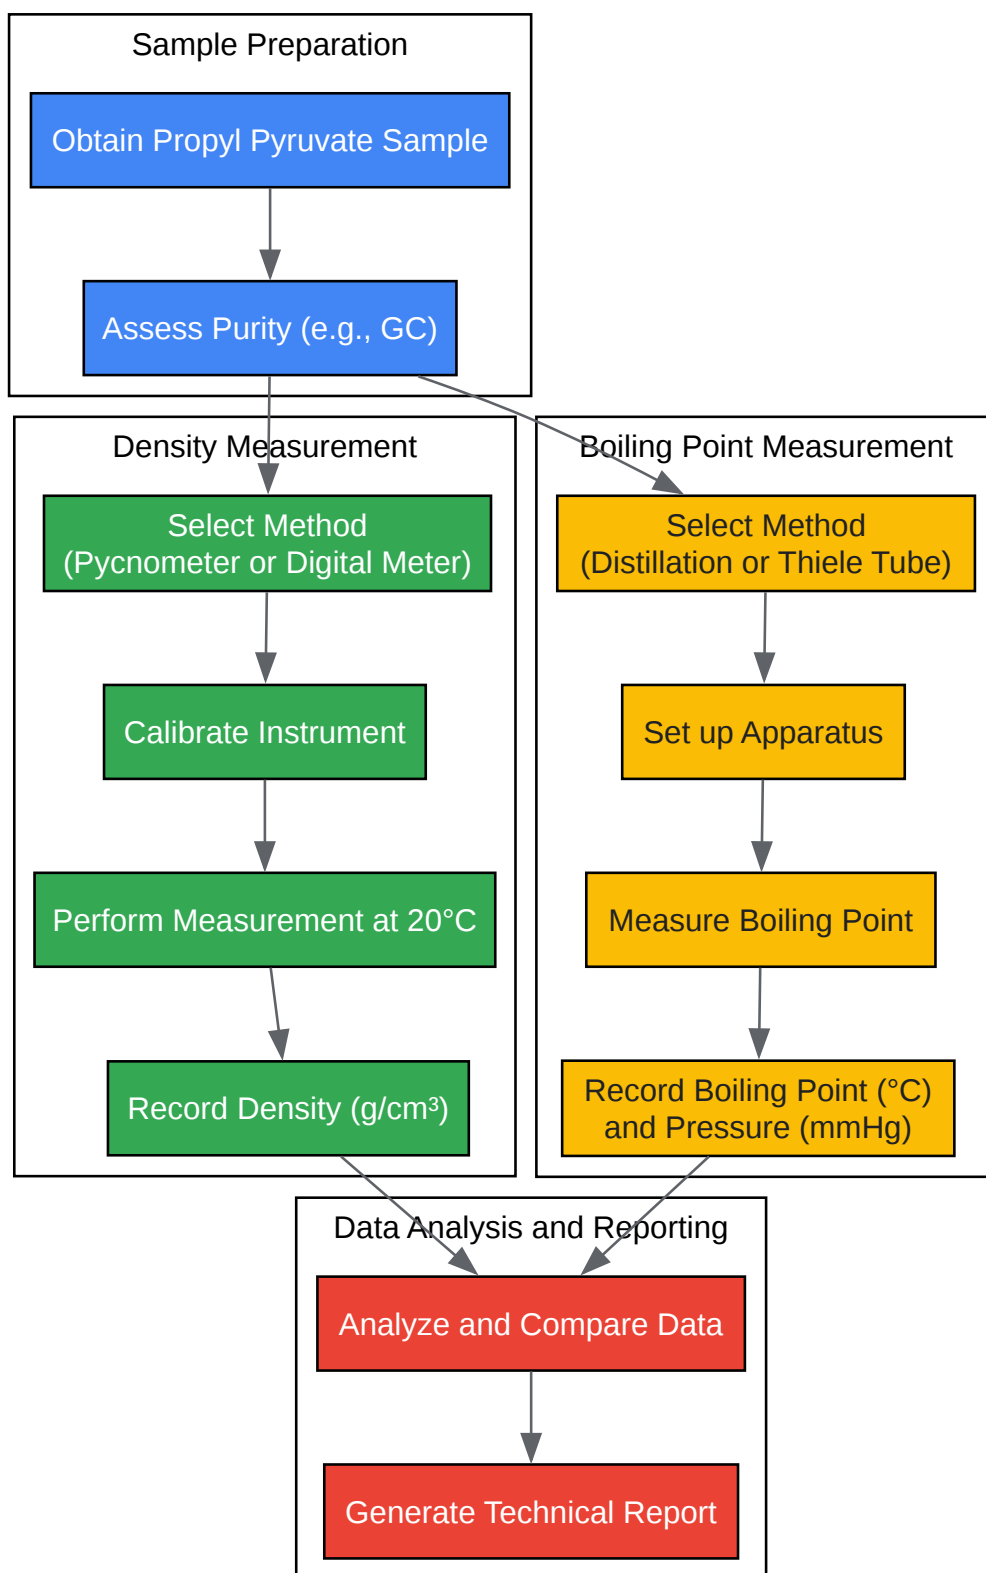 Sample Preparation
Obtain Propyl Pyruvate Sample
Assess Purity (e.g., GC)
Density Measurement
Select Method
(Pycnometer or Digital Meter)
Calibrate Instrument
Perform Measurement at 20°C
Record Density (g/cm³)
Boiling Point Measurement
Select Method
(Distillation or Thiele Tube)
Set up Apparatus
Measure Boiling Point
Record Boiling Point (°C)
and Pressure (mmHg)
Data Analysis and Reporting
Analyze and Compare Data
Generate Technical Report